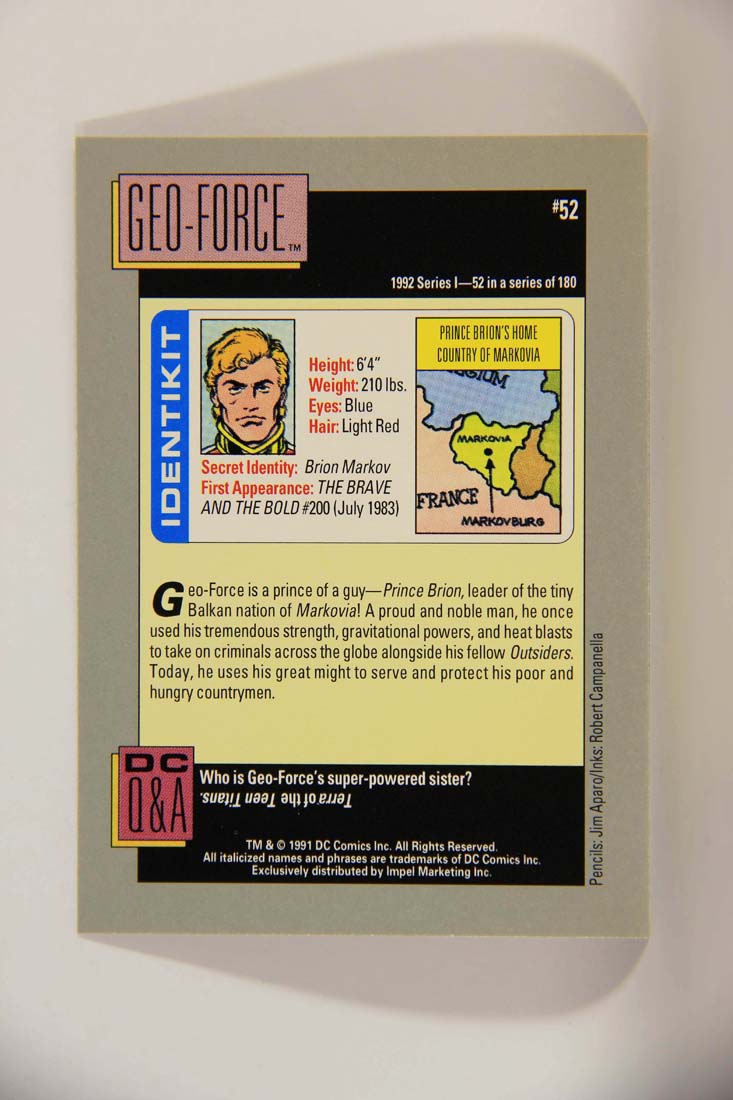 GEO-FORCE™
#52
1992 Series I—52 in a series of 180
IDENTIKIT
Height: 6'4"
Weight: 210 lbs.
Eyes: Blue
Hair: Light Red
Secret Identity: Brion Markov
First Appearance: THE BRAVE
AND THE BOLD #200 (July 1983)
PRINCE BRION'S HOME
COUNTRY OF MARKOVIA
MARKOVIA
FRANCE
MARKOVBURG
Geo-Force is a prince of a guy—Prince Brion, leader of the tiny
Balkan nation of Markovia! A proud and noble man, he once
used his tremendous strength, gravitational powers, and heat blasts
to take on criminals across the globe alongside his fellow Outsiders.
Today, he uses his great might to serve and protect his poor and
hungry countrymen.
DC
Q&A
Who is Geo-Force's super-powered sister?
Terra of the Teen Titans.
TM & © 1991 DC Comics Inc. All Rights Reserved.
All italicized names and phrases are trademarks of DC Comics Inc.
Exclusively distributed by Impel Marketing Inc.
Pencils: Jim Aparo/Inks: Robert Campanella